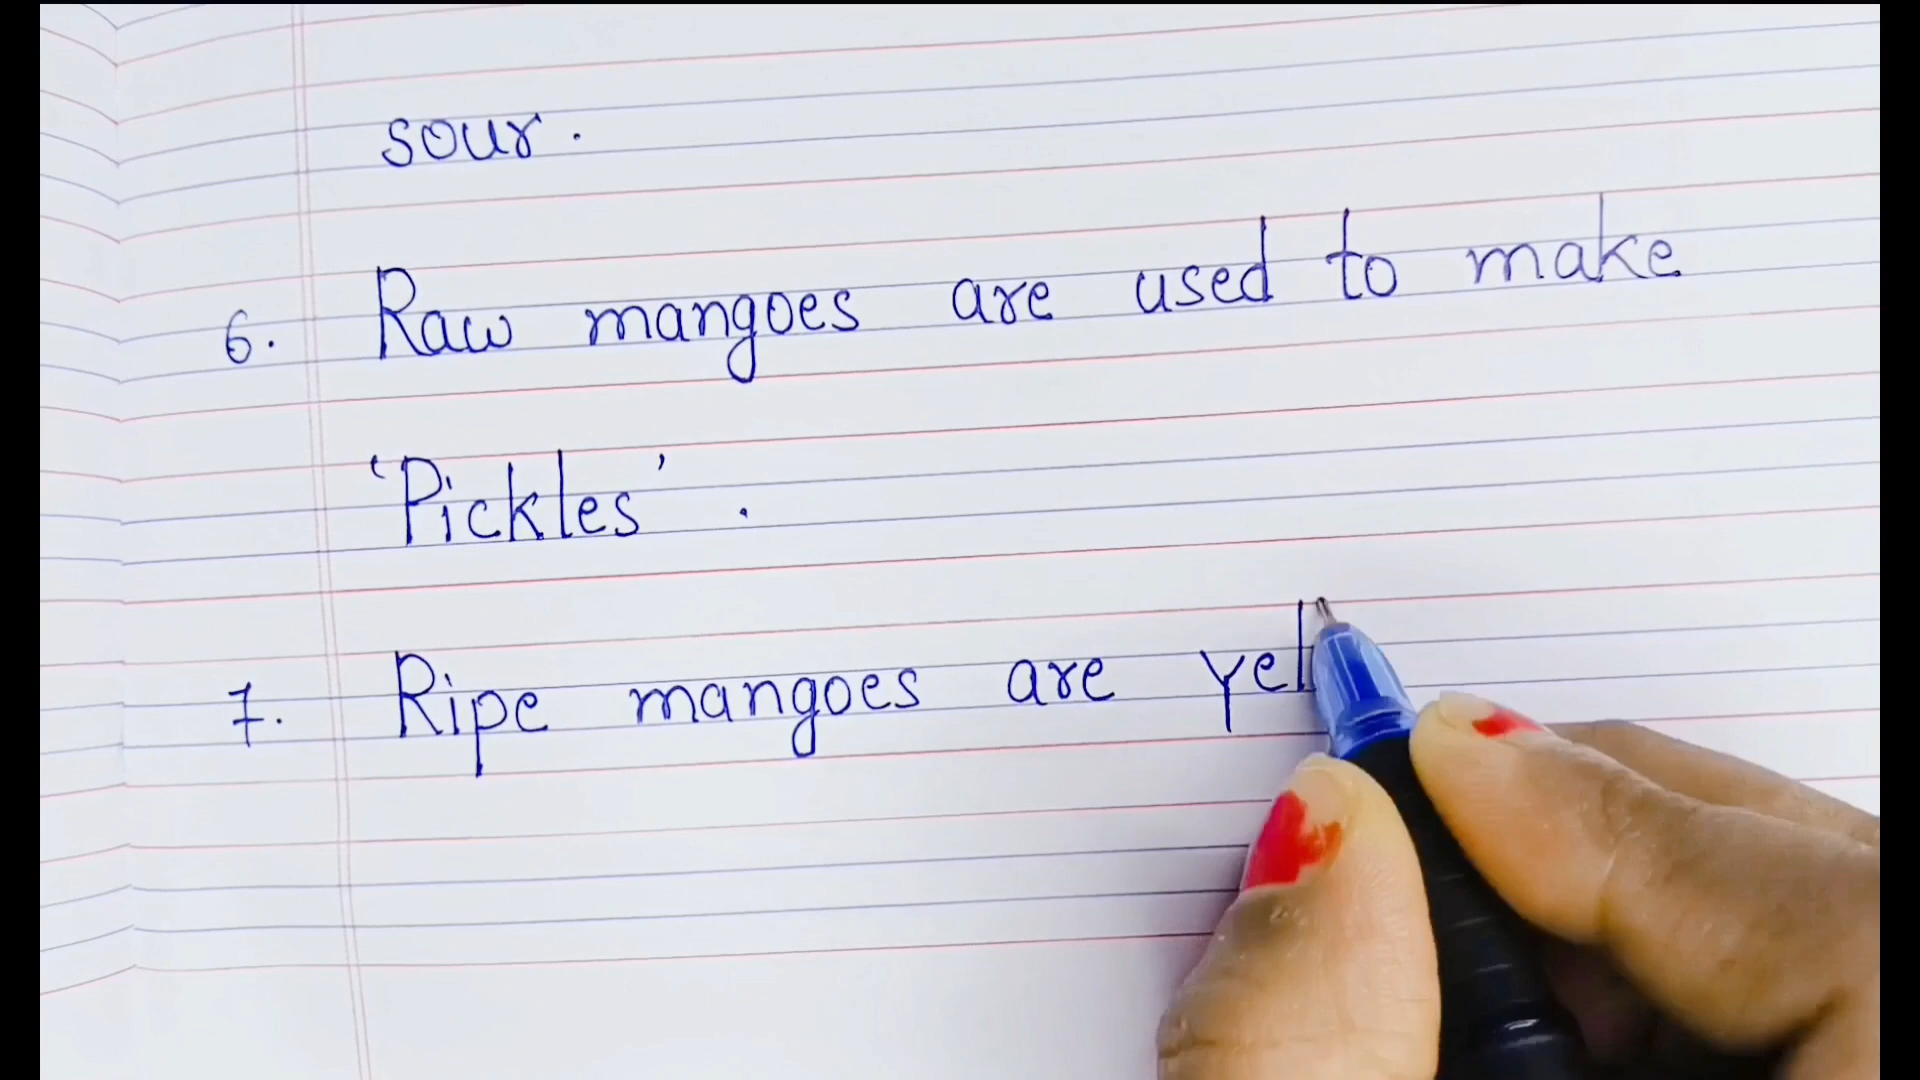 sour.
6. Raw mangoes are used to make
'Pickles'.
7. Ripe mangoes are yel